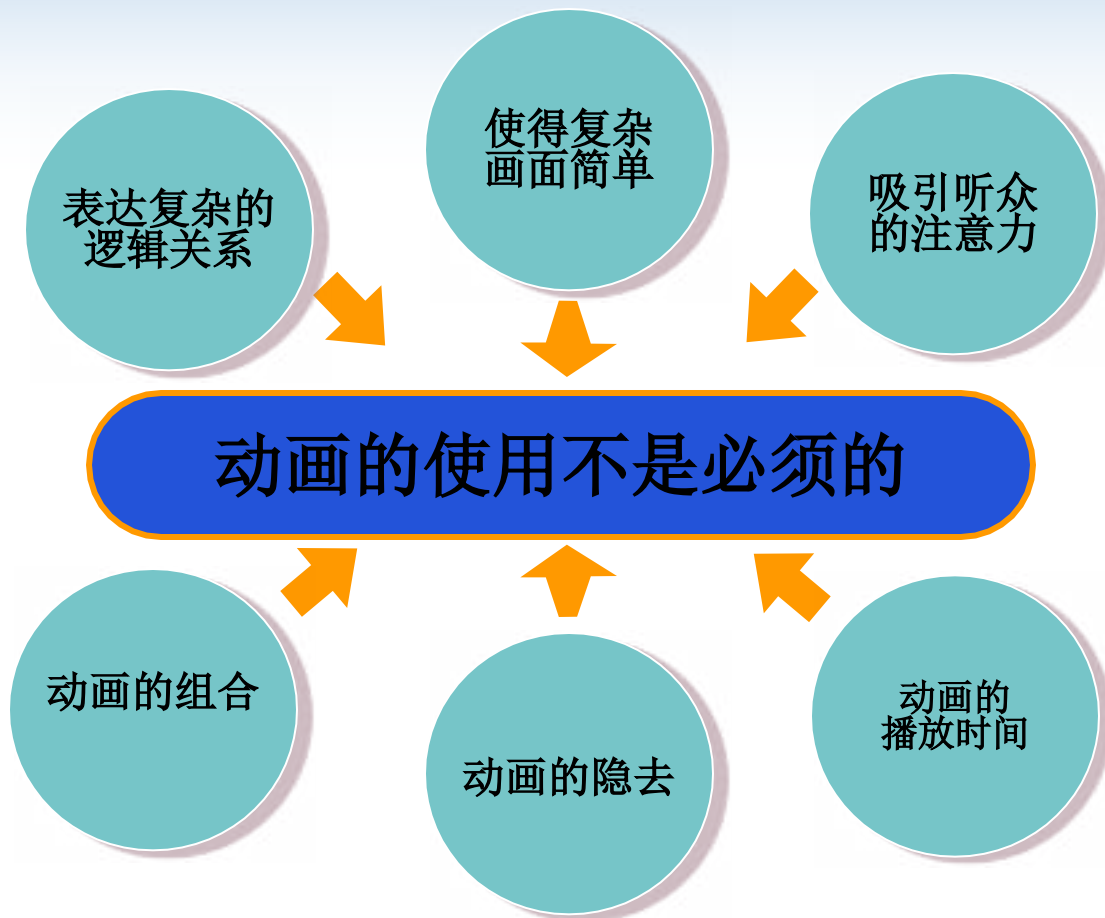 表达复杂的
逻辑关系
使得复杂
画面简单
吸引听众
的注意力
动画的使用不是必须的
动画的组合
动画的隐去
动画的
播放时间